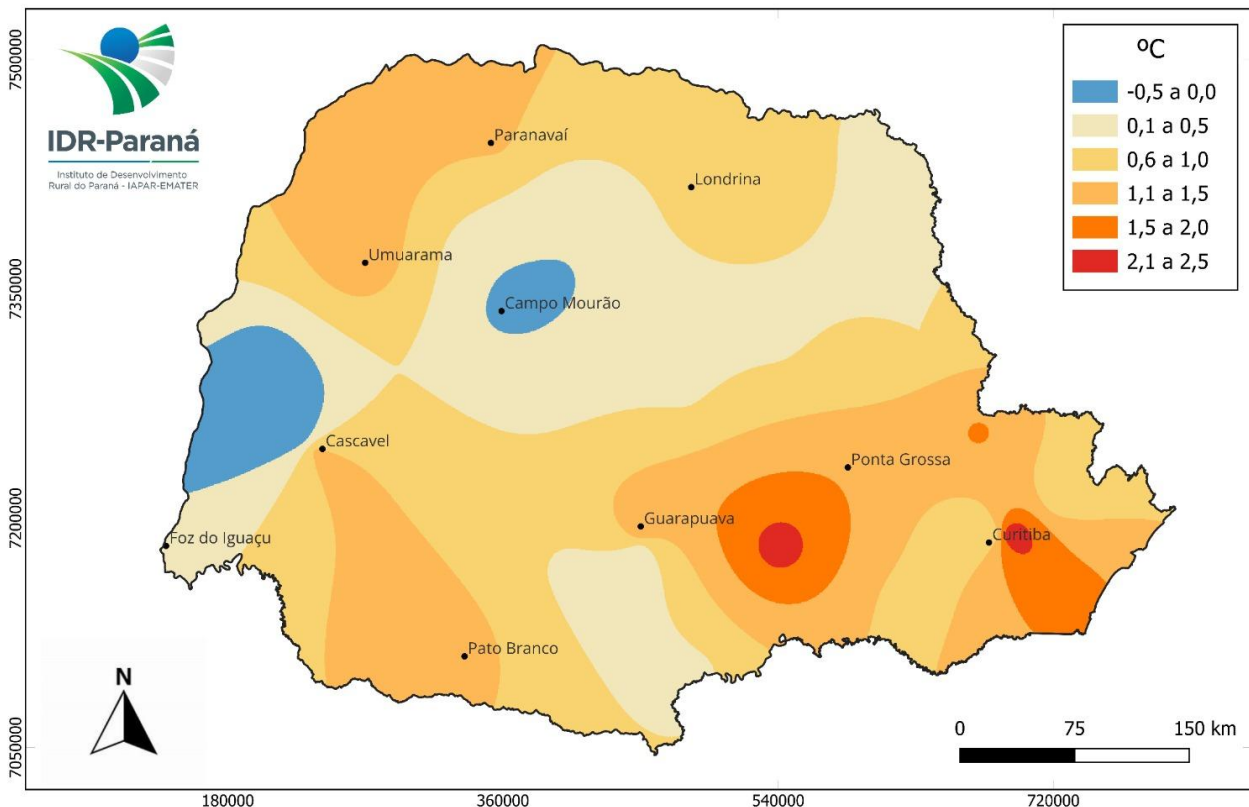 IDR-Paraná
Instituto de Desenvolvimento
Rural do Paraná - IAPAR-EMATER
ºC
-0,5 a 0,0
0,1 a 0,5
0,6 a 1,0
1,1 a 1,5
1,5 a 2,0
2,1 a 2,5
Paranavaí
Londrina
Umuarama
Campo Mourão
Cascavel
Ponta Grossa
Guarapuava
Foz do Iguaçu
Curitiba
Pato Branco
N
0 75 150 km
7500000
7350000
7200000
7050000
180000 360000 540000 720000